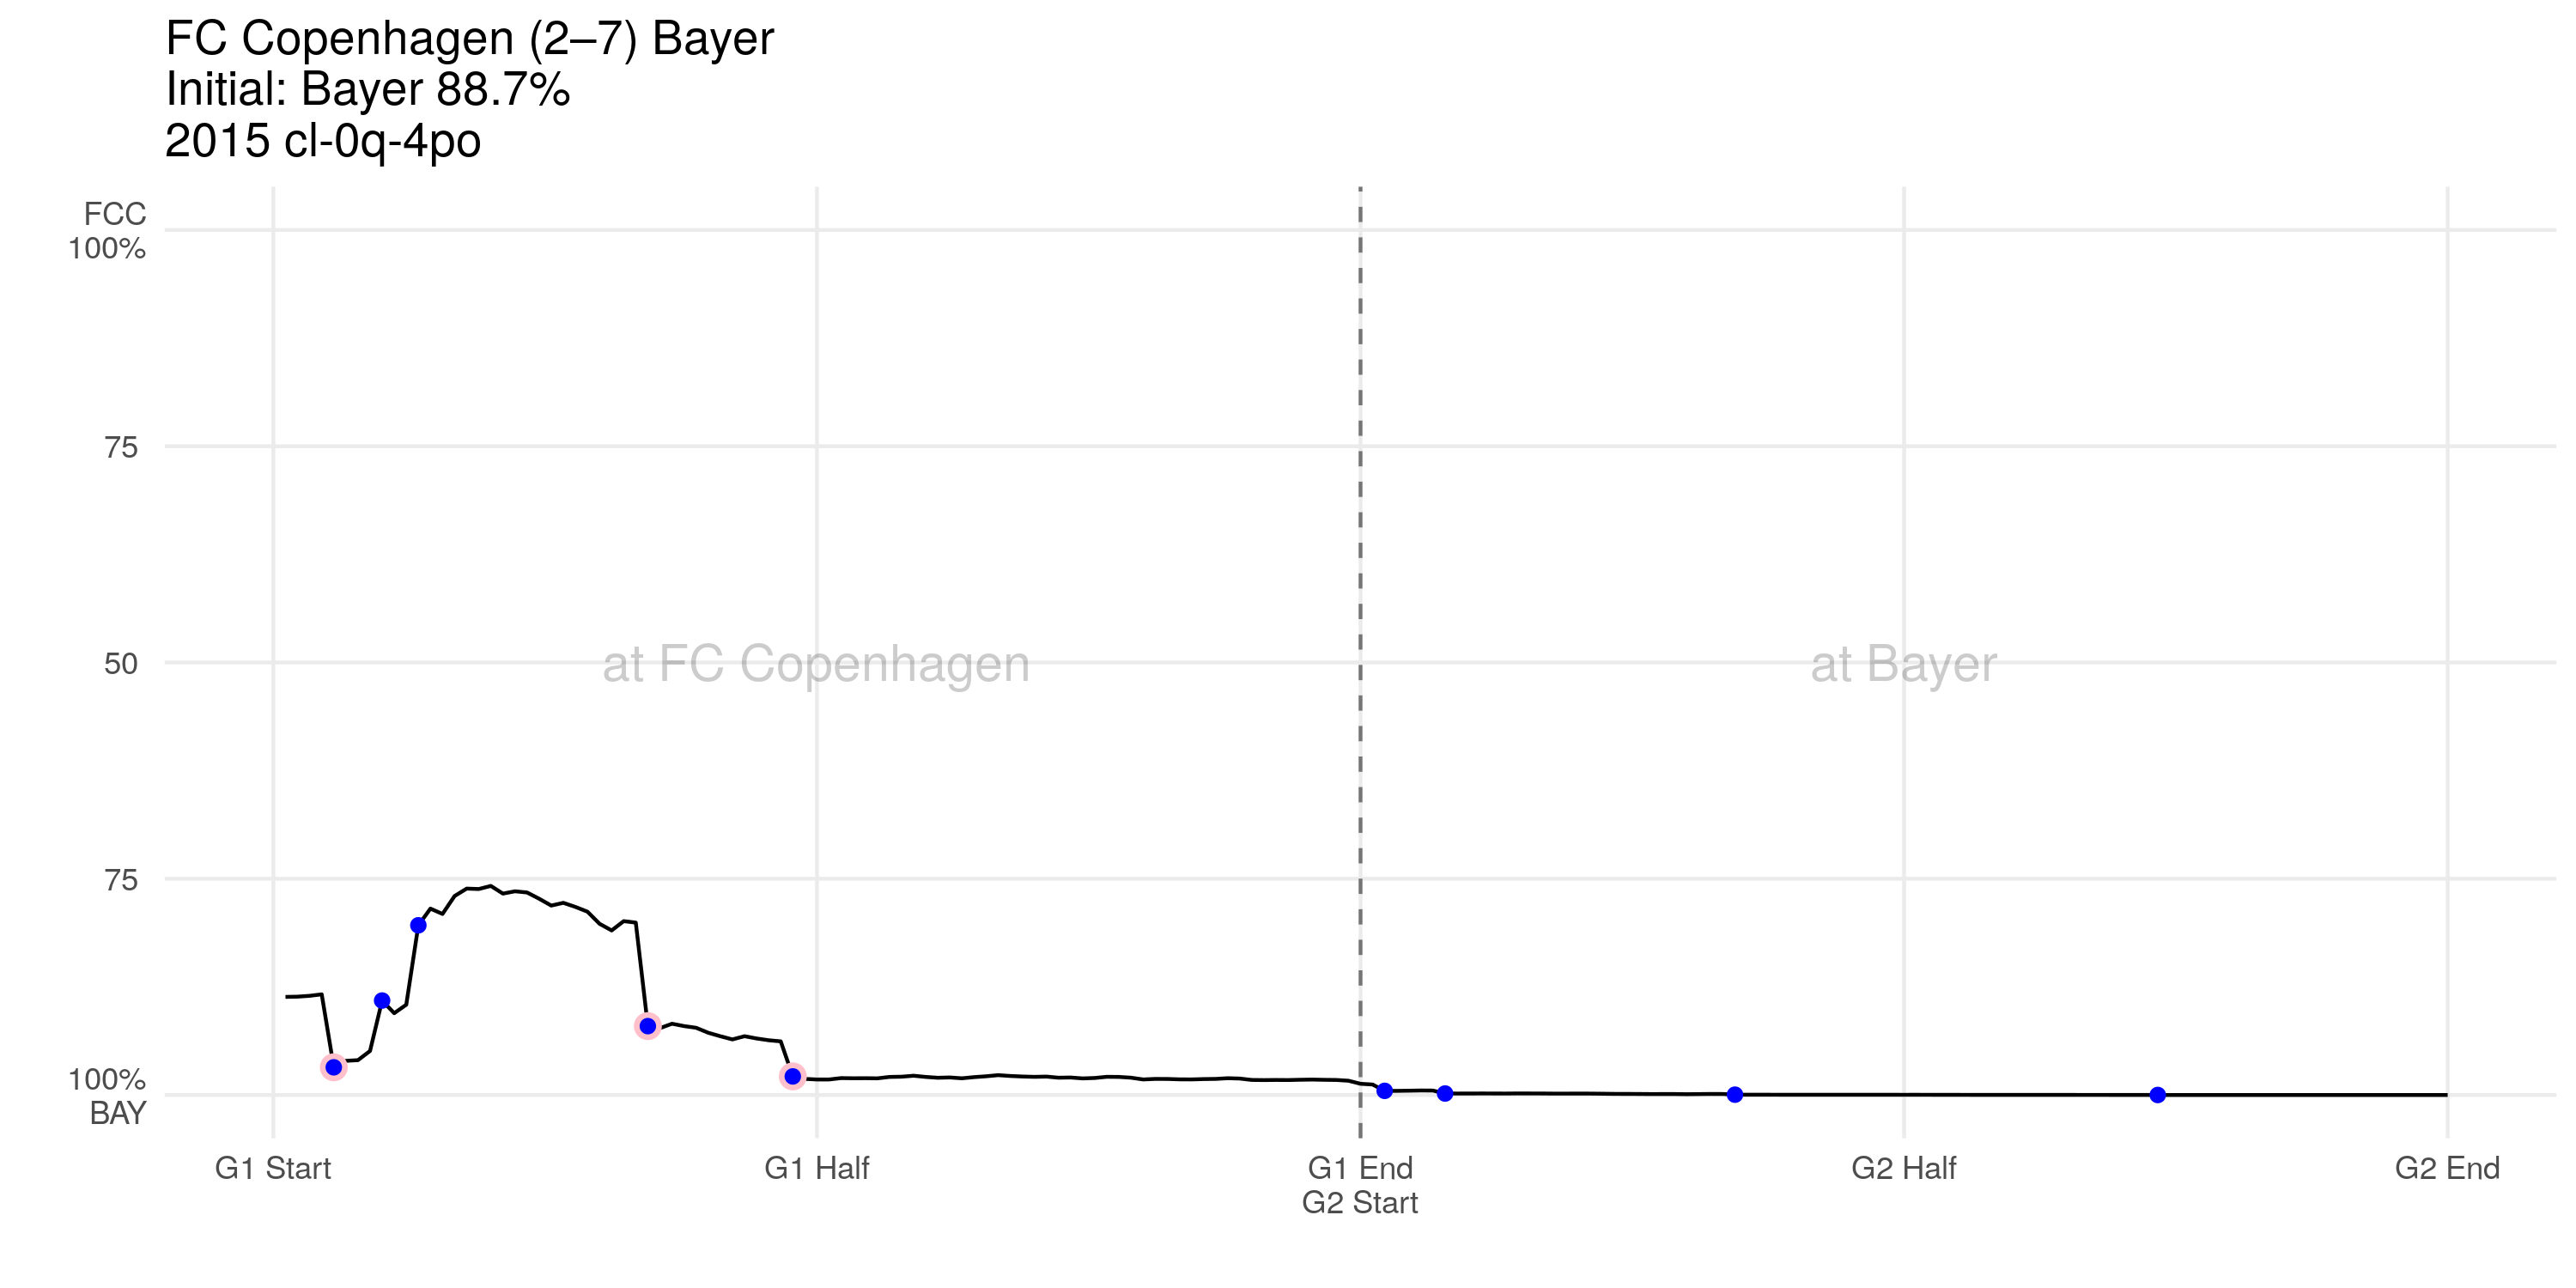 FC Copenhagen (2–7) Bayer
Initial: Bayer 88.7%
2015 cl-0q-4po
FCC
100%
75
50
75
100%
BAY
at FC Copenhagen
at Bayer
G1 Start
G1 Half
G1 End
G2 Start
G2 Half
G2 End